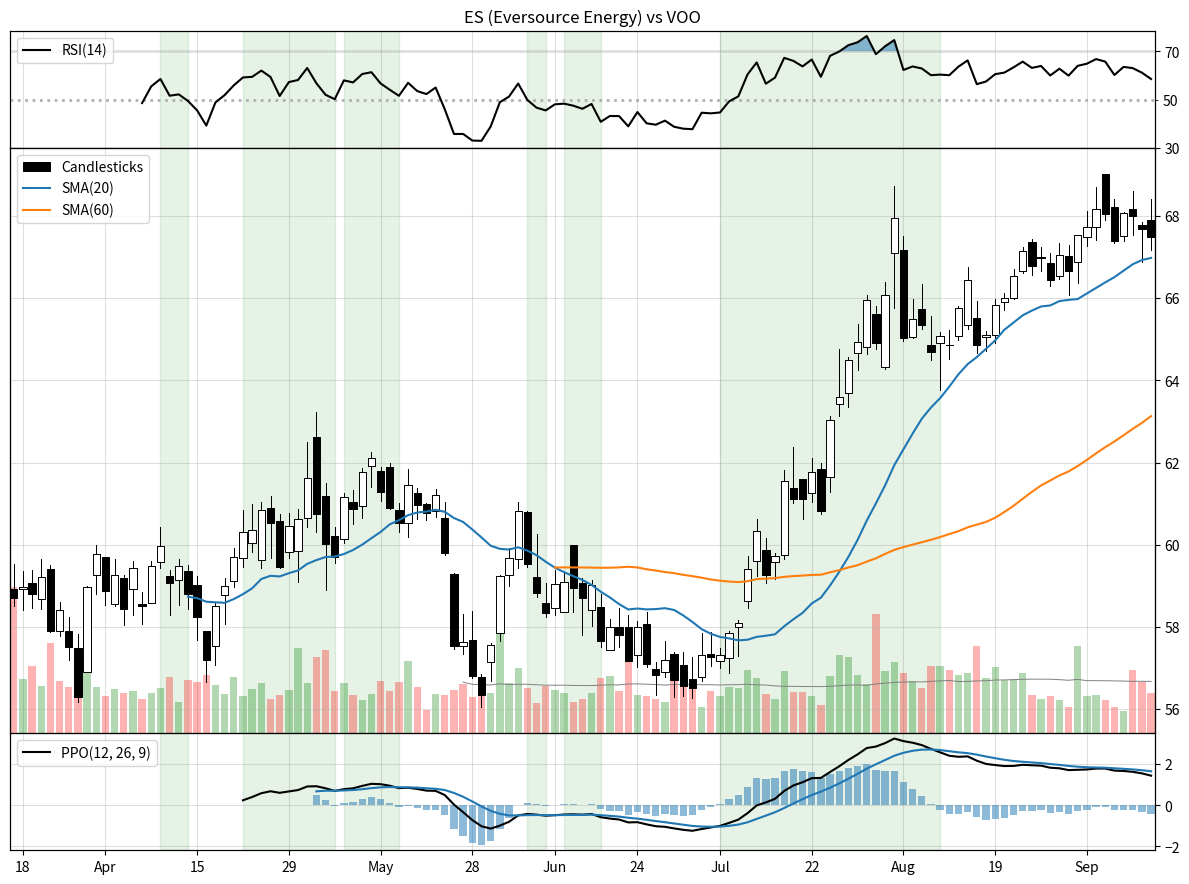 ES (Eversource Energy) vs VOO
RSI(14)
70
50
30
Candlesticks
SMA(20)
SMA(60)
68
66
64
62
60
58
56
PPO(12, 26, 9)
2
0
−2
18 Apr 15 29 May 28 Jun 24 Jul 22 Aug 19 Sep